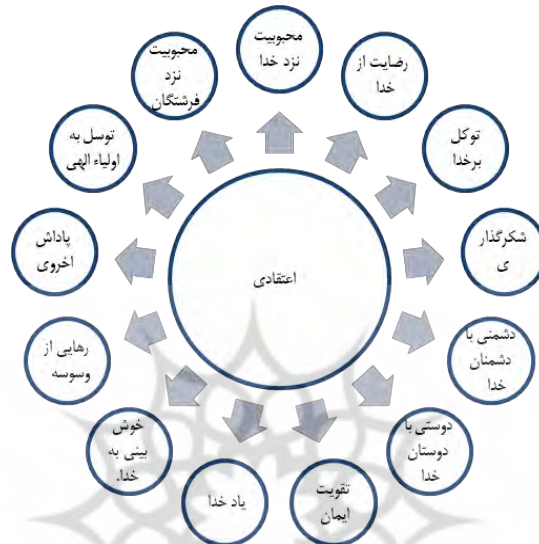 محبوبیت
نزد خدا
رضایت از
خدا
توکل
برخدا
شکرگذار
ی
دشمنی با
دشمنان
خدا
دوستی با
دوستان
خدا
تقویت
ایمان
یاد خدا
خوش
بینی به
خدا.
رهایی از
وسوسه
پاداش
اخروی
توسل به
اولیاء الهی
محبوبیت
نزد
فرشتگان
اعتقادی